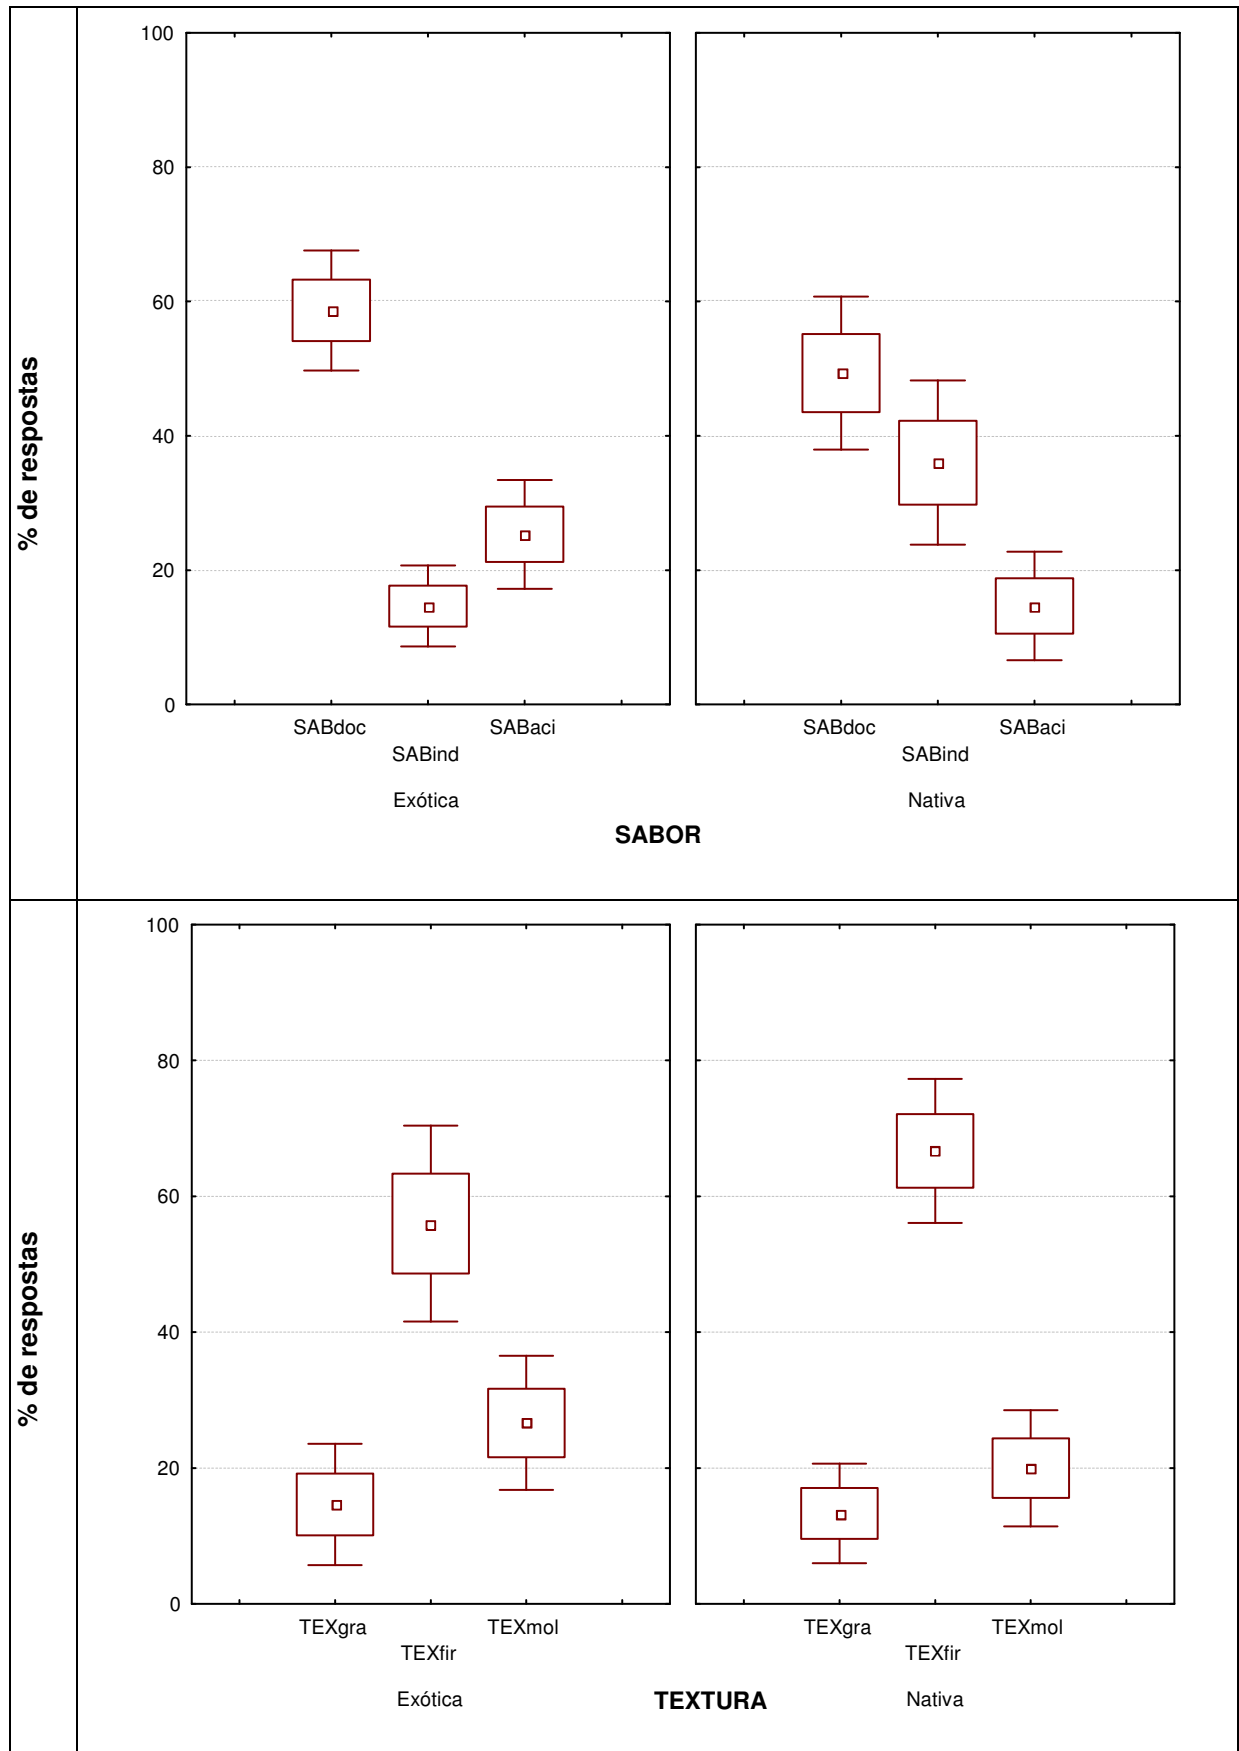 % de respostas
100
80
60
40
20
0
SABdoc SABaci SABdoc SABaci
SABind SABind
Exótica Nativa
SABOR
% de respostas
100
80
60
40
20
0
TEXgra TEXmol TEXgra TEXmol
TEXfir TEXfir
Exótica TEXTURA Nativa